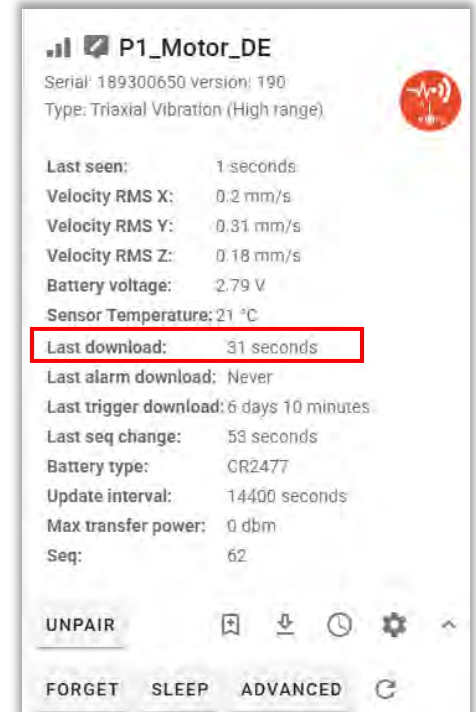 P1_Motor_DE
Serial: 189300650 version: 190
Type: Triaxial Vibration (High range)
Last seen: 1 seconds
Velocity RMS X: 0.2 mm/s
Velocity RMS Y: 0.31 mm/s
Velocity RMS Z: 0.18 mm/s
Battery voltage: 2.79 V
Sensor Temperature: 21 °C
Last download: 31 seconds
Last alarm download: Never
Last trigger download: 6 days 10 minutes
Last seq change: 53 seconds
Battery type: CR2477
Update interval: 14400 seconds
Max transfer power: 0 dbm
Seq: 62
UNPAIR
FORGET SLEEP ADVANCED